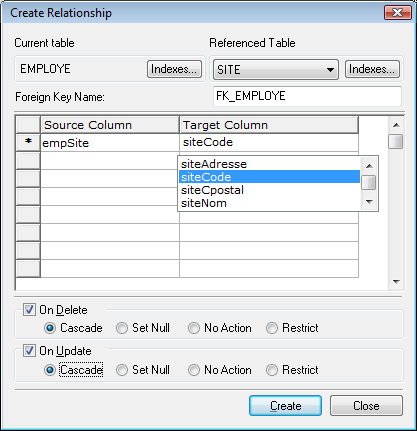 Create Relationship
Current table Referenced Table
EMPLOYE Indexes... SITE Indexes...
Foreign Key Name: FK_EMPLOYE
Source Column Target Column
* empSite siteCode
siteAdresse
siteCode
siteCpostal
siteNom
On Delete
Cascade Set Null No Action Restrict
On Update
Cascade Set Null No Action Restrict
Create Close